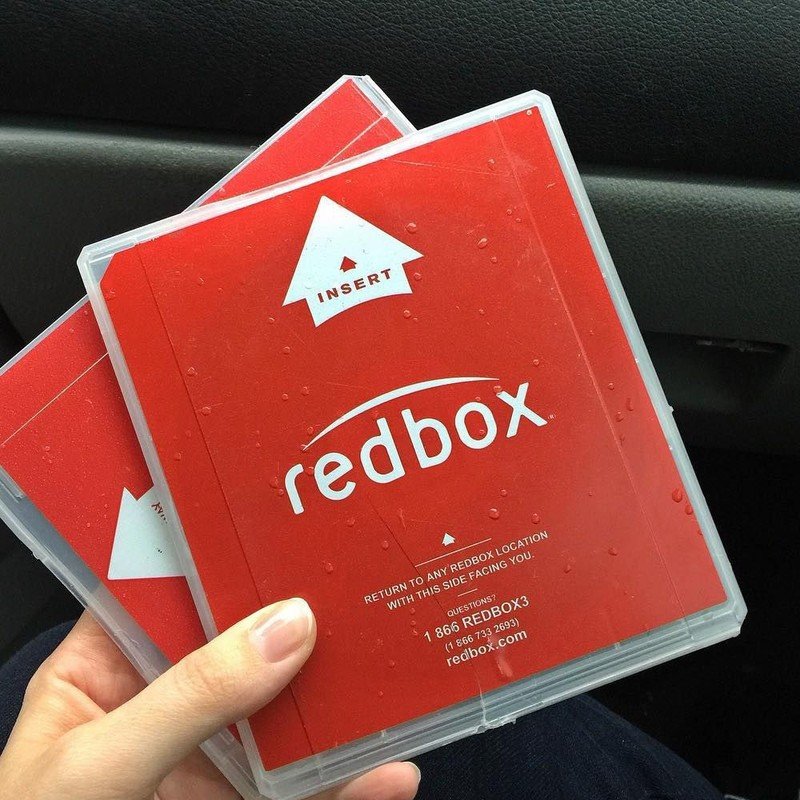 INSERT
redbox
RETURN TO ANY REDBOX LOCATION
WITH THIS SIDE FACING YOU.
QUESTIONS?
1 866 REDBOX3
(1 866 733 2693)
redbox.com